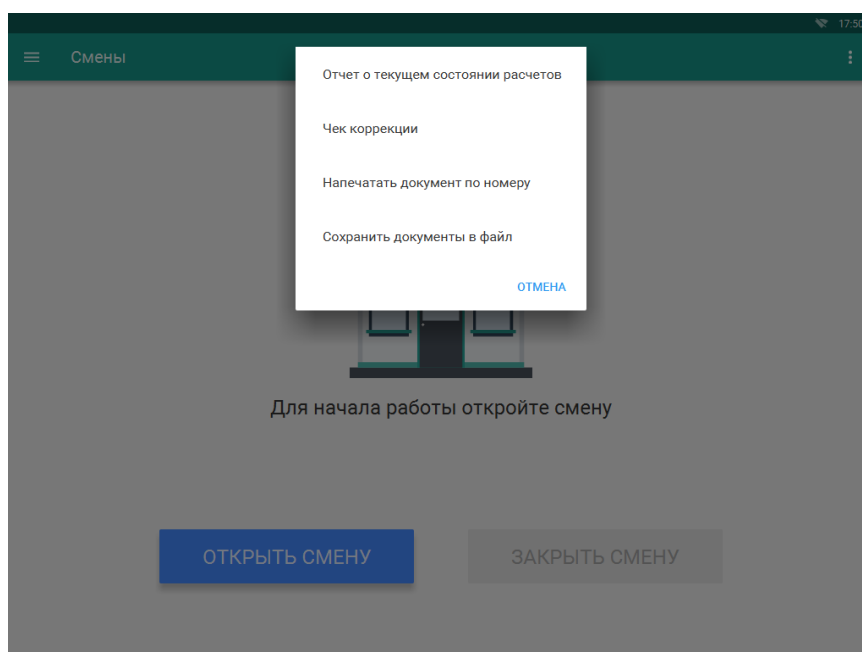 17:50
Смены
Отчет о текущем состоянии расчетов
Чек коррекции
Напечатать документ по номеру
Сохранить документы в файл
ОТМЕНА
Для начала работы откройте смену
ОТКРЫТЬ СМЕНУ
ЗАКРЫТЬ СМЕНУ